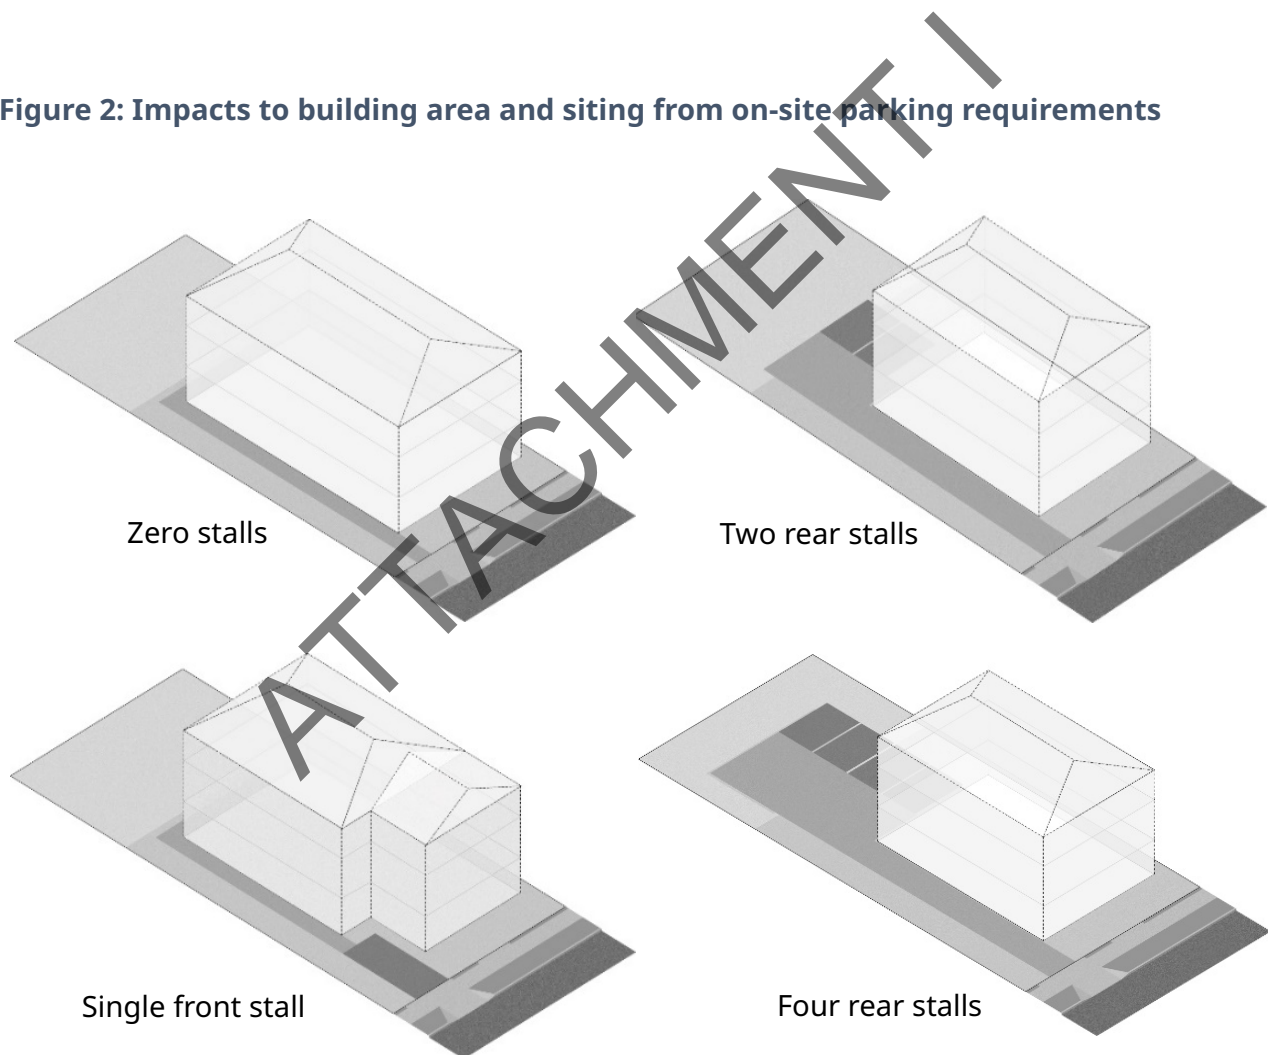 Figure 2: Impacts to building area and siting from on-site parking requirements
ATTACHMENT I
Zero stalls
Two rear stalls
Single front stall
Four rear stalls